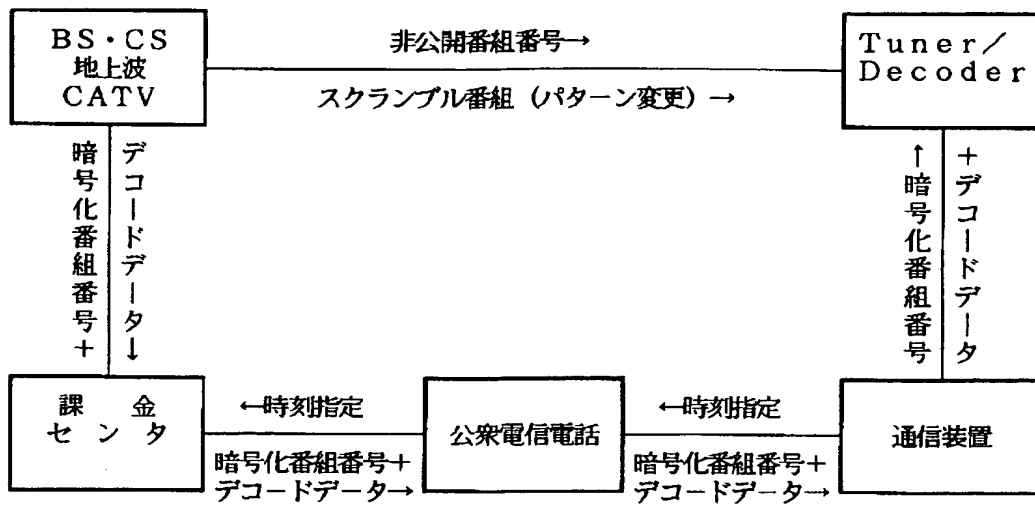 BS・CS
地上波
CATV
非公開番組番号→
スクランブル番組（パターン変更）→
Tuner／
Decoder
暗号化番組番号＋
デコードデータ↓
↑暗号化番組番号
＋デコードデータ
課　金
センタ
←時刻指定
暗号化番組番号＋
デコードデータ→
公衆電信電話
←時刻指定
暗号化番組番号＋
デコードデータ→
通信装置